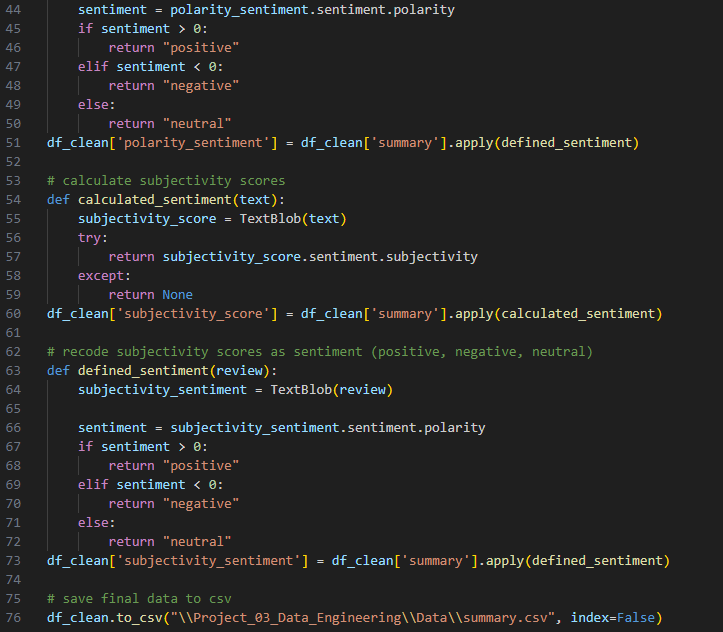 44 sentiment = polarity_sentiment.sentiment.polarity
45 if sentiment > 0:
46 return "positive"
47 elif sentiment < 0:
48 return "negative"
49 else:
50 return "neutral"
51 df_clean['polarity_sentiment'] = df_clean['summary'].apply(defined_sentiment)
52
53 # calculate subjectivity scores
54 def calculated_sentiment(text):
55 subjectivity_score = TextBlob(text)
56 try:
57 return subjectivity_score.sentiment.subjectivity
58 except:
59 return None
60 df_clean['subjectivity_score'] = df_clean['summary'].apply(calculated_sentiment)
61
62 # recode subjectivity scores as sentiment (positive, negative, neutral)
63 def defined_sentiment(review):
64 subjectivity_sentiment = TextBlob(review)
65
66 sentiment = subjectivity_sentiment.sentiment.polarity
67 if sentiment > 0:
68 return "positive"
69 elif sentiment < 0:
70 return "negative"
71 else:
72 return "neutral"
73 df_clean['subjectivity_sentiment'] = df_clean['summary'].apply(defined_sentiment)
74
75 # save final data to csv
76 df_clean.to_csv("\\Project_03_Data_Engineering\\Data\\summary.csv", index=False)